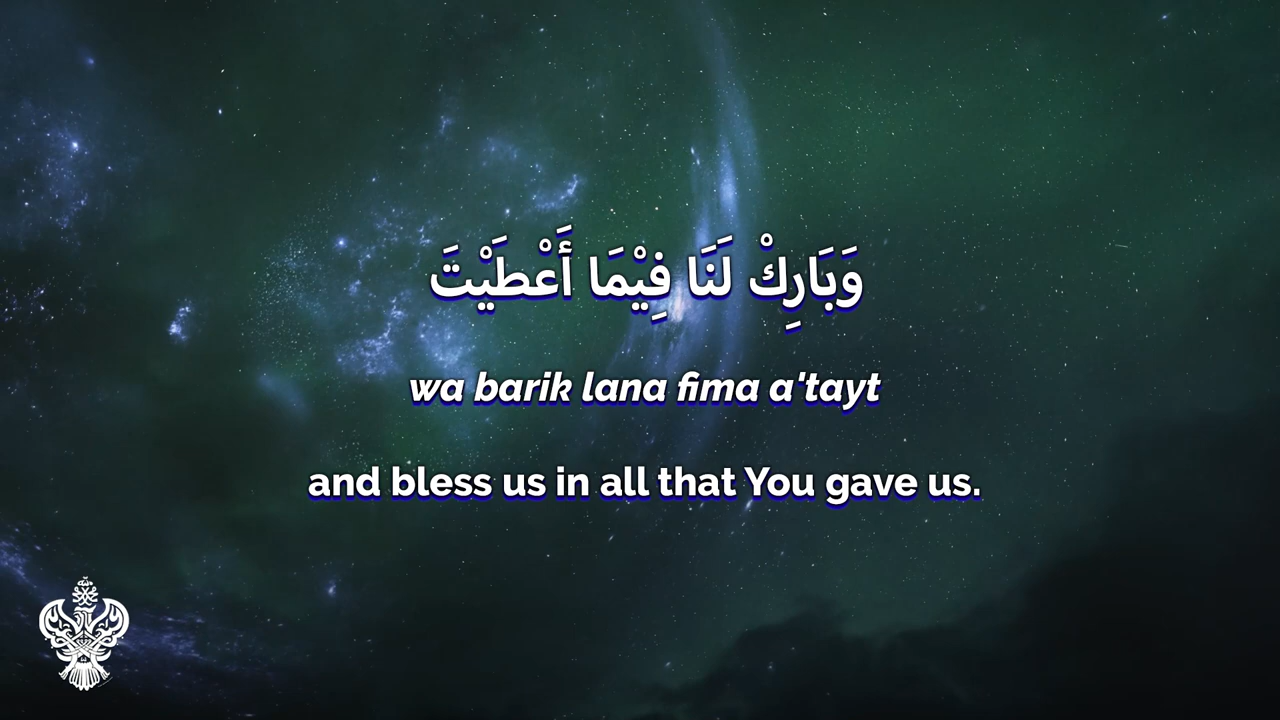 وَبَارِكْ لَنَا فِيْمَا أَعْطَيْتَ
wa barik lana fima a'tayt
and bless us in all that You gave us.